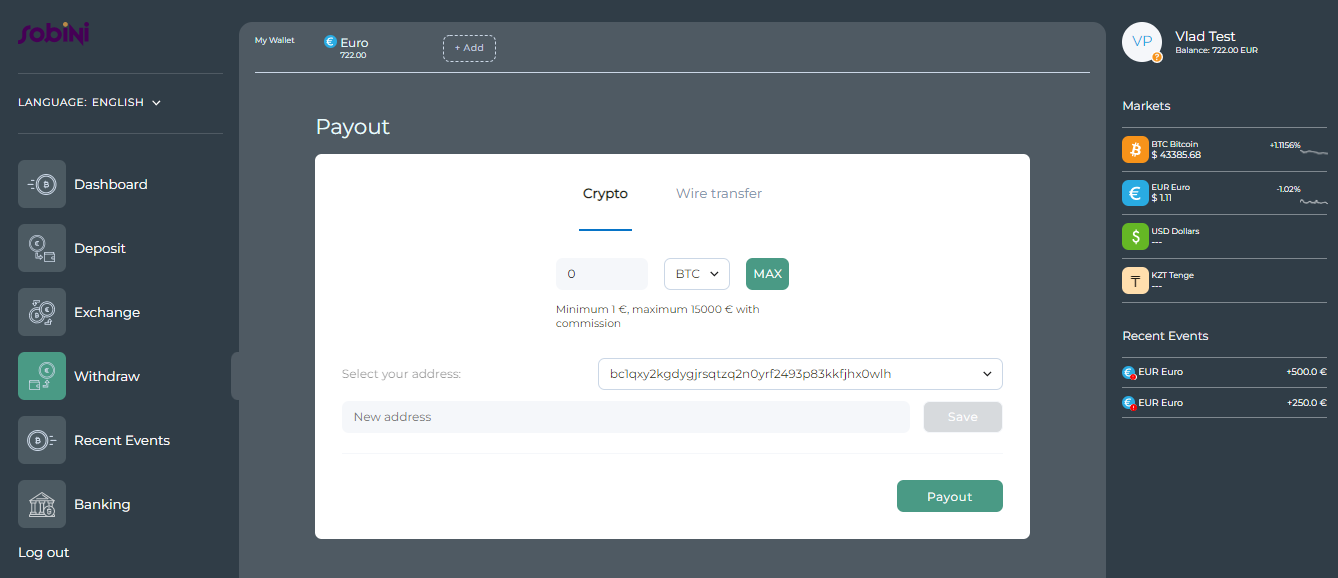 sobiNi
LANGUAGE: ENGLISH
Dashboard
Deposit
Exchange
Withdraw
Recent Events
Banking
Log out
My Wallet
€ Euro
722.00
+ Add
Payout
Crypto
Wire transfer
0
BTC
MAX
Minimum 1 €, maximum 15000 € with
commission
Select your address:
bc1qxy2kgdygjrsqtzq2n0yrf2493p83kkfjhx0wlh
New address
Save
Payout
VP
?
Vlad Test
Balance: 722.00 EUR
Markets
BTC Bitcoin
$ 43385.68
+1.1156%
€
EUR Euro
$ 1.11
-1.02%
$
USD Dollars
---
₸
KZT Tenge
---
Recent Events
€ EUR Euro
+500.0 €
€ EUR Euro
+250.0 €